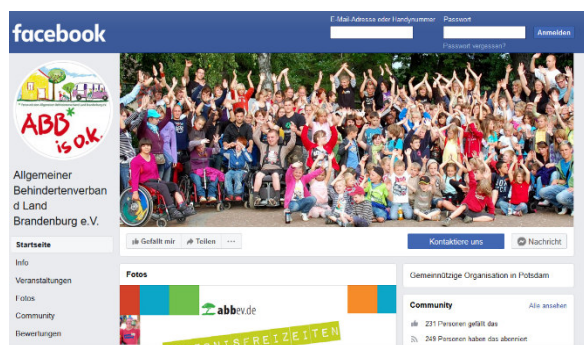 facebook
E-Mail-Adresse oder Handynummer
Passwort
Anmelden
Passwort vergessen?
ABB*
is o.k.
Allgemeiner
Behindertenverban
d Land
Brandenburg e.V.
Startseite
Info
Veranstaltungen
Fotos
Community
Bewertungen
Gefällt mir
Teilen
Kontaktiere uns
Nachricht
Fotos
abbev.de
ISFREIZEITEN
Gemeinnützige Organisation in Potsdam
Community
Alle ansehen
231 Personen gefällt das
249 Personen haben das abonniert